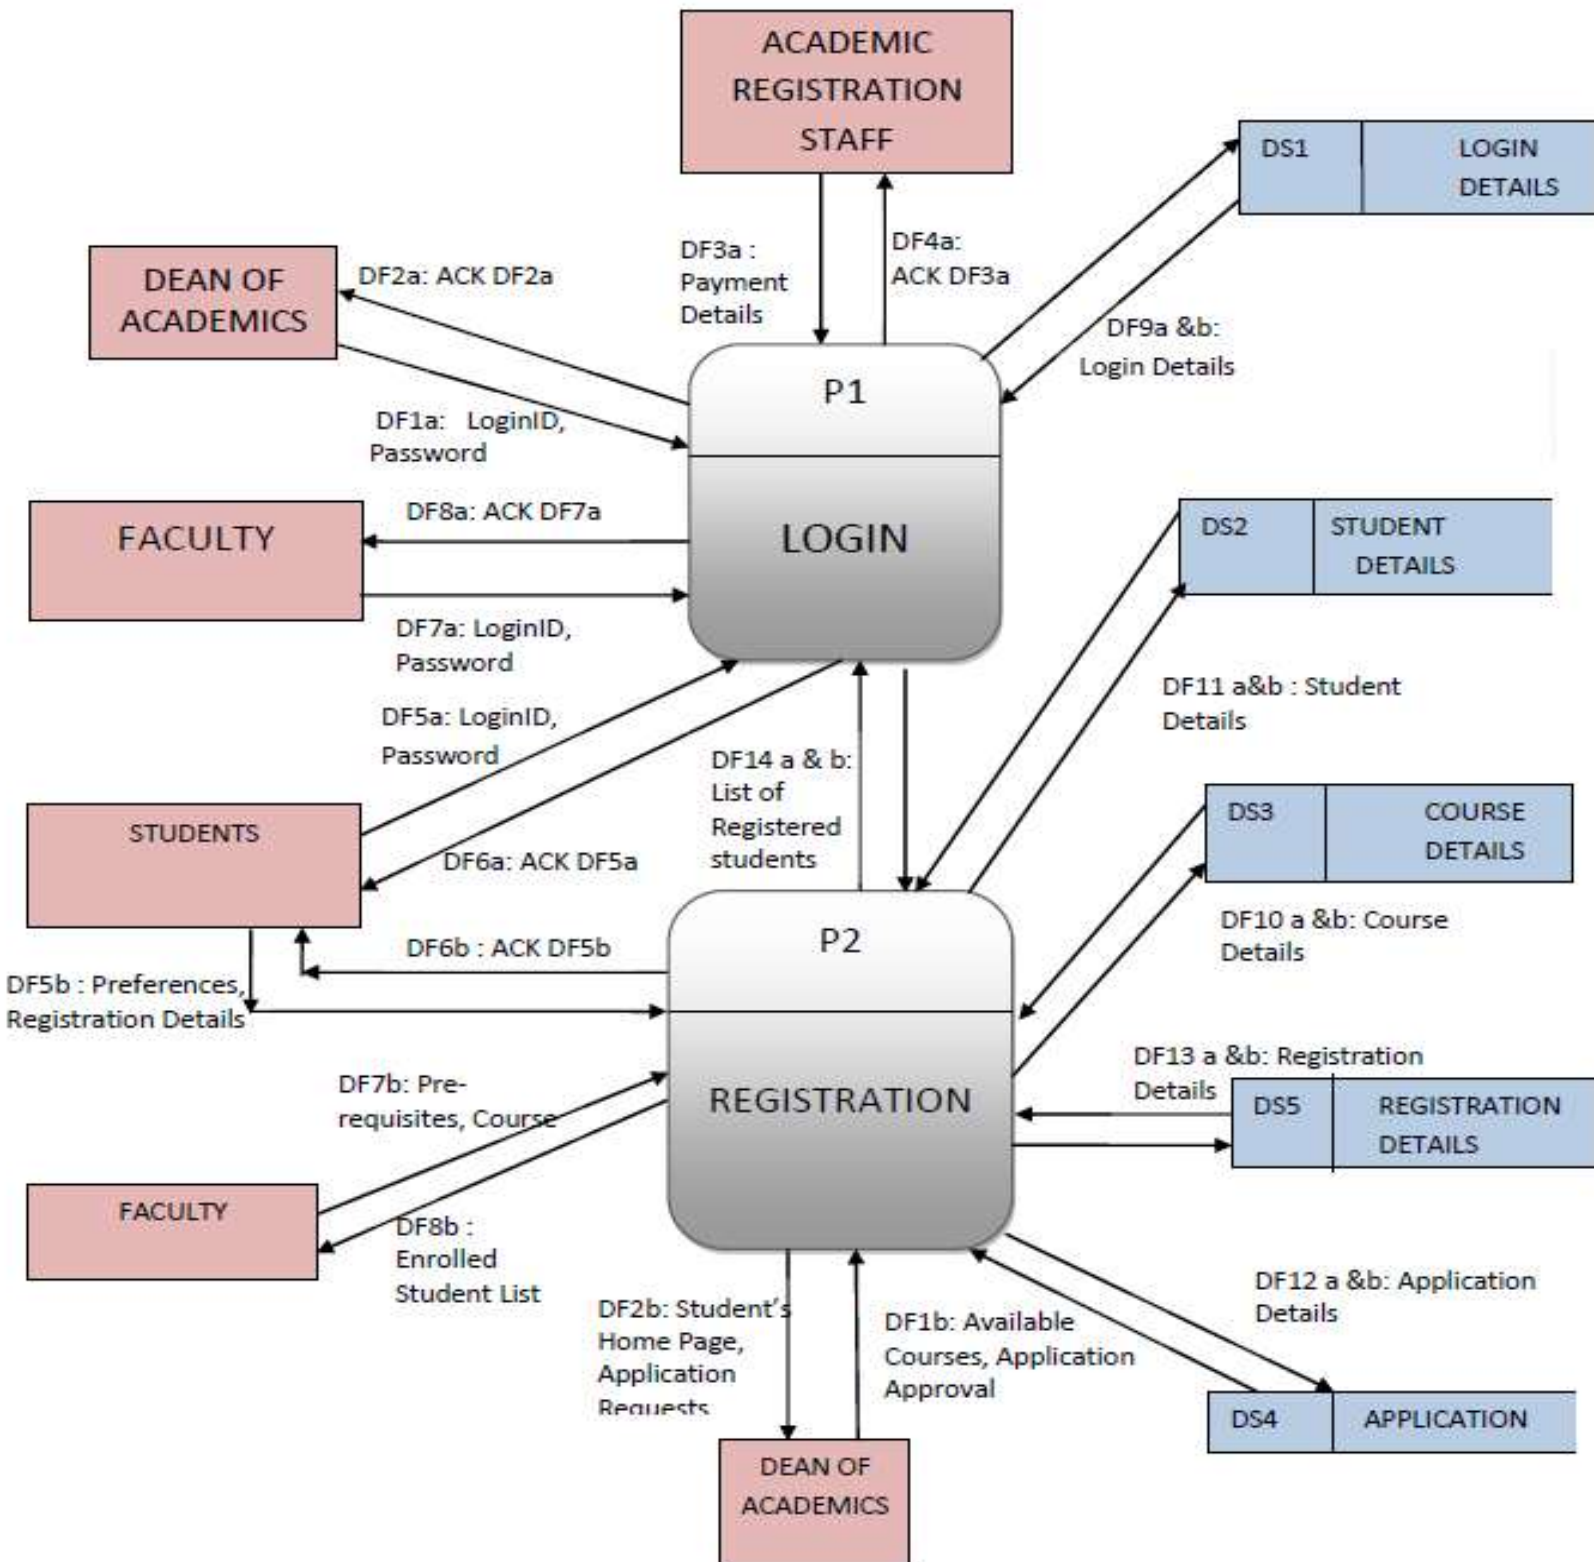 ACADEMIC
REGISTRATION
STAFF
DS1
LOGIN
DETAILS
DF3a :
Payment
Details
DF4a:
ACK DF3a
DEAN OF
ACADEMICS
DF2a: ACK DF2a
DF9a &b:
Login Details
P1
LOGIN
DF1a: LoginID,
Password
FACULTY
DF8a: ACK DF7a
DF7a: LoginID,
Password
DS2
STUDENT
DETAILS
DF11 a&b : Student
Details
DF5a: LoginID,
Password
DF14 a & b:
List of
Registered
students
STUDENTS
DF6a: ACK DF5a
DS3
COURSE
DETAILS
DF10 a &b: Course
Details
DF6b : ACK DF5b
DF5b : Preferences,
Registration Details
P2
REGISTRATION
DF13 a &b: Registration
Details
DS5
REGISTRATION
DETAILS
DF7b: Pre-
requisites, Course
FACULTY
DF8b :
Enrolled
Student List
DF2b: Student's
Home Page,
Application
Requests
DF1b: Available
Courses, Application
Approval
DF12 a &b: Application
Details
DS4
APPLICATION
DEAN OF
ACADEMICS